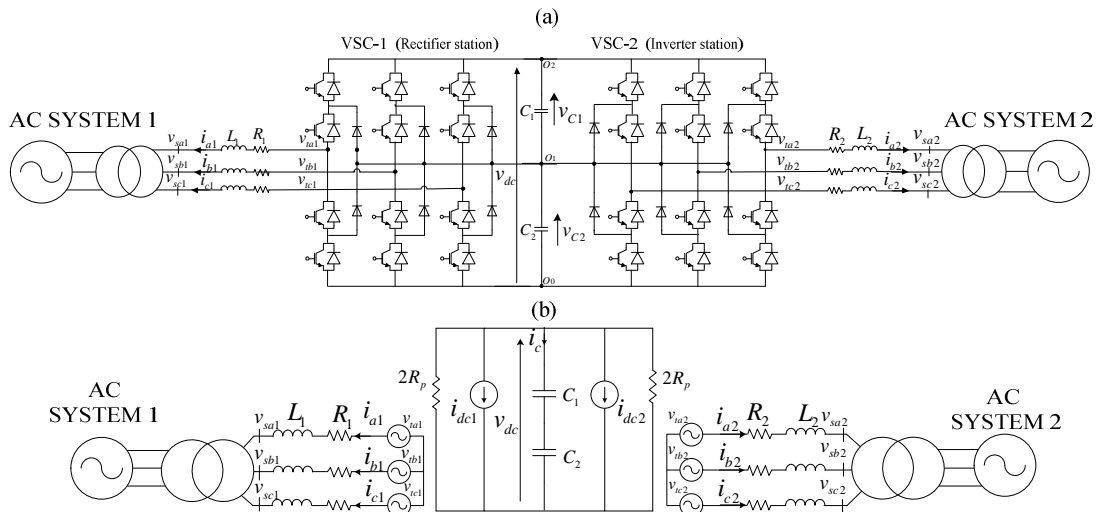 (a)
VSC-1 (Rectifier station)
VSC-2 (Inverter station)
AC SYSTEM 1
v_sa1 i_a1 L_1 R_1 v_ta1
v_sb1 i_b1 v_tb1
v_sc1 i_c1 v_tc1
O_2
C_1 v_C1
O_1
v_dc
C_2 v_C2
O_0
v_ta2 R_2 L_2 i_a2 v_sa2
v_tb2 i_b2 v_sb2
v_tc2 i_c2 v_sc2
AC SYSTEM 2
(b)
AC
SYSTEM 1
v_sa1 L_1 R_1 i_a1 v_ta1
v_sb1 i_b1 v_tb1
v_sc1 i_c1 v_tc1
2R_p i_dc1 v_dc i_c C_1 C_2 i_dc2 2R_p
v_ta2 i_a2 R_2 L_2 v_sa2
v_tb2 i_b2 v_sb2
v_tc2 i_c2 v_sc2
AC
SYSTEM 2